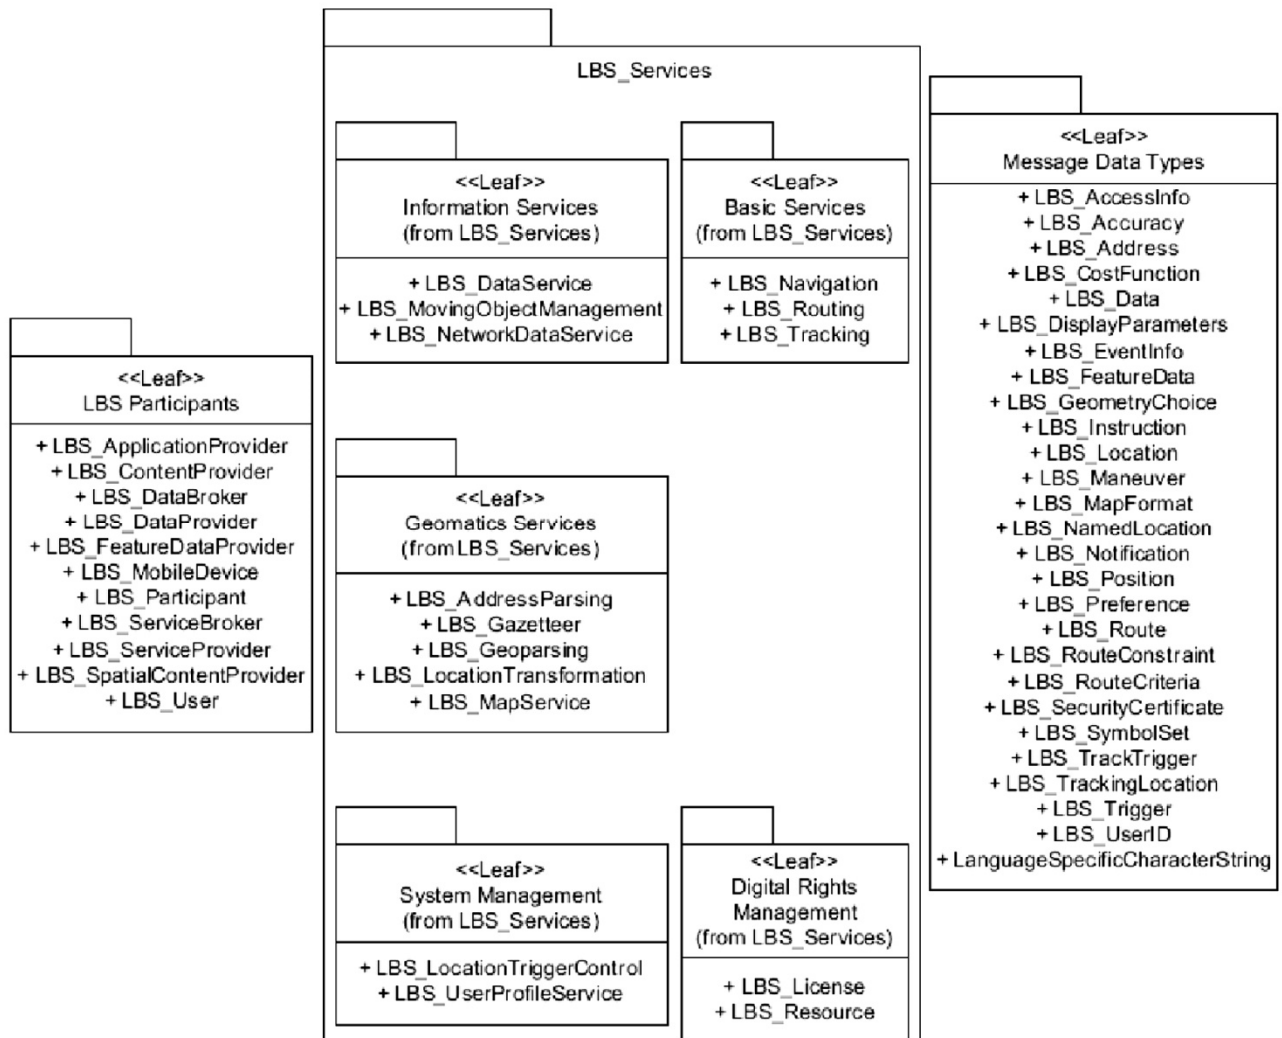 LBS_Services
<<Leaf>>
Information Services
(from LBS_Services)
+ LBS_DataService
+ LBS_MovingObjectManagement
+ LBS_NetworkDataService
<<Leaf>>
Basic Services
(from LBS_Services)
+ LBS_Navigation
+ LBS_Routing
+ LBS_Tracking
<<Leaf>>
Message Data Types
+ LBS_AccessInfo
+ LBS_Accuracy
+ LBS_Address
+ LBS_CostFunction
+ LBS_Data
+ LBS_DisplayParameters
+ LBS_EventInfo
+ LBS_FeatureData
+ LBS_GeometryChoice
+ LBS_Instruction
+ LBS_Location
+ LBS_Maneuver
+ LBS_MapFormat
+ LBS_NamedLocation
+ LBS_Notification
+ LBS_Position
+ LBS_Preference
+ LBS_Route
+ LBS_RouteConstraint
+ LBS_RouteCriteria
+ LBS_SecurityCertificate
+ LBS_SymbolSet
+ LBS_TrackTrigger
+ LBS_TrackingLocation
+ LBS_Trigger
+ LBS_UserID
+ LanguageSpecificCharacterString
<<Leaf>>
LBS Participants
+ LBS_ApplicationProvider
+ LBS_ContentProvider
+ LBS_DataBroker
+ LBS_DataProvider
+ LBS_FeatureDataProvider
+ LBS_MobileDevice
+ LBS_Participant
+ LBS_ServiceBroker
+ LBS_ServiceProvider
+ LBS_SpatialContentProvider
+ LBS_User
<<Leaf>>
Geomatics Services
(from LBS_Services)
+ LBS_AddressParsing
+ LBS_Gazetteer
+ LBS_Geoparsing
+ LBS_LocationTransformation
+ LBS_MapService
<<Leaf>>
System Management
(from LBS_Services)
+ LBS_LocationTriggerControl
+ LBS_UserProfileService
<<Leaf>>
Digital Rights
Management
(from LBS_Services)
+ LBS_License
+ LBS_Resource